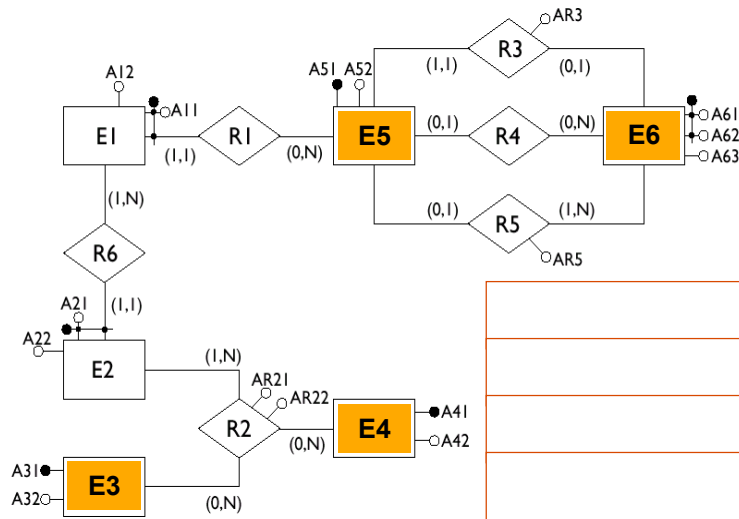 AR3
A12
A51 A52
R3
(1,1)
(0,1)
A11
E1
R1
E5
(0,1)
R4
(0,N)
E6
A61
A62
A63
(1,1)
(0,N)
(1,N)
(0,1)
R5
(1,N)
R6
AR5
(1,1)
A21
A22
E2
(1,N)
AR21
AR22
R2
(0,N)
E4
A41
A42
A31
A32
E3
(0,N)